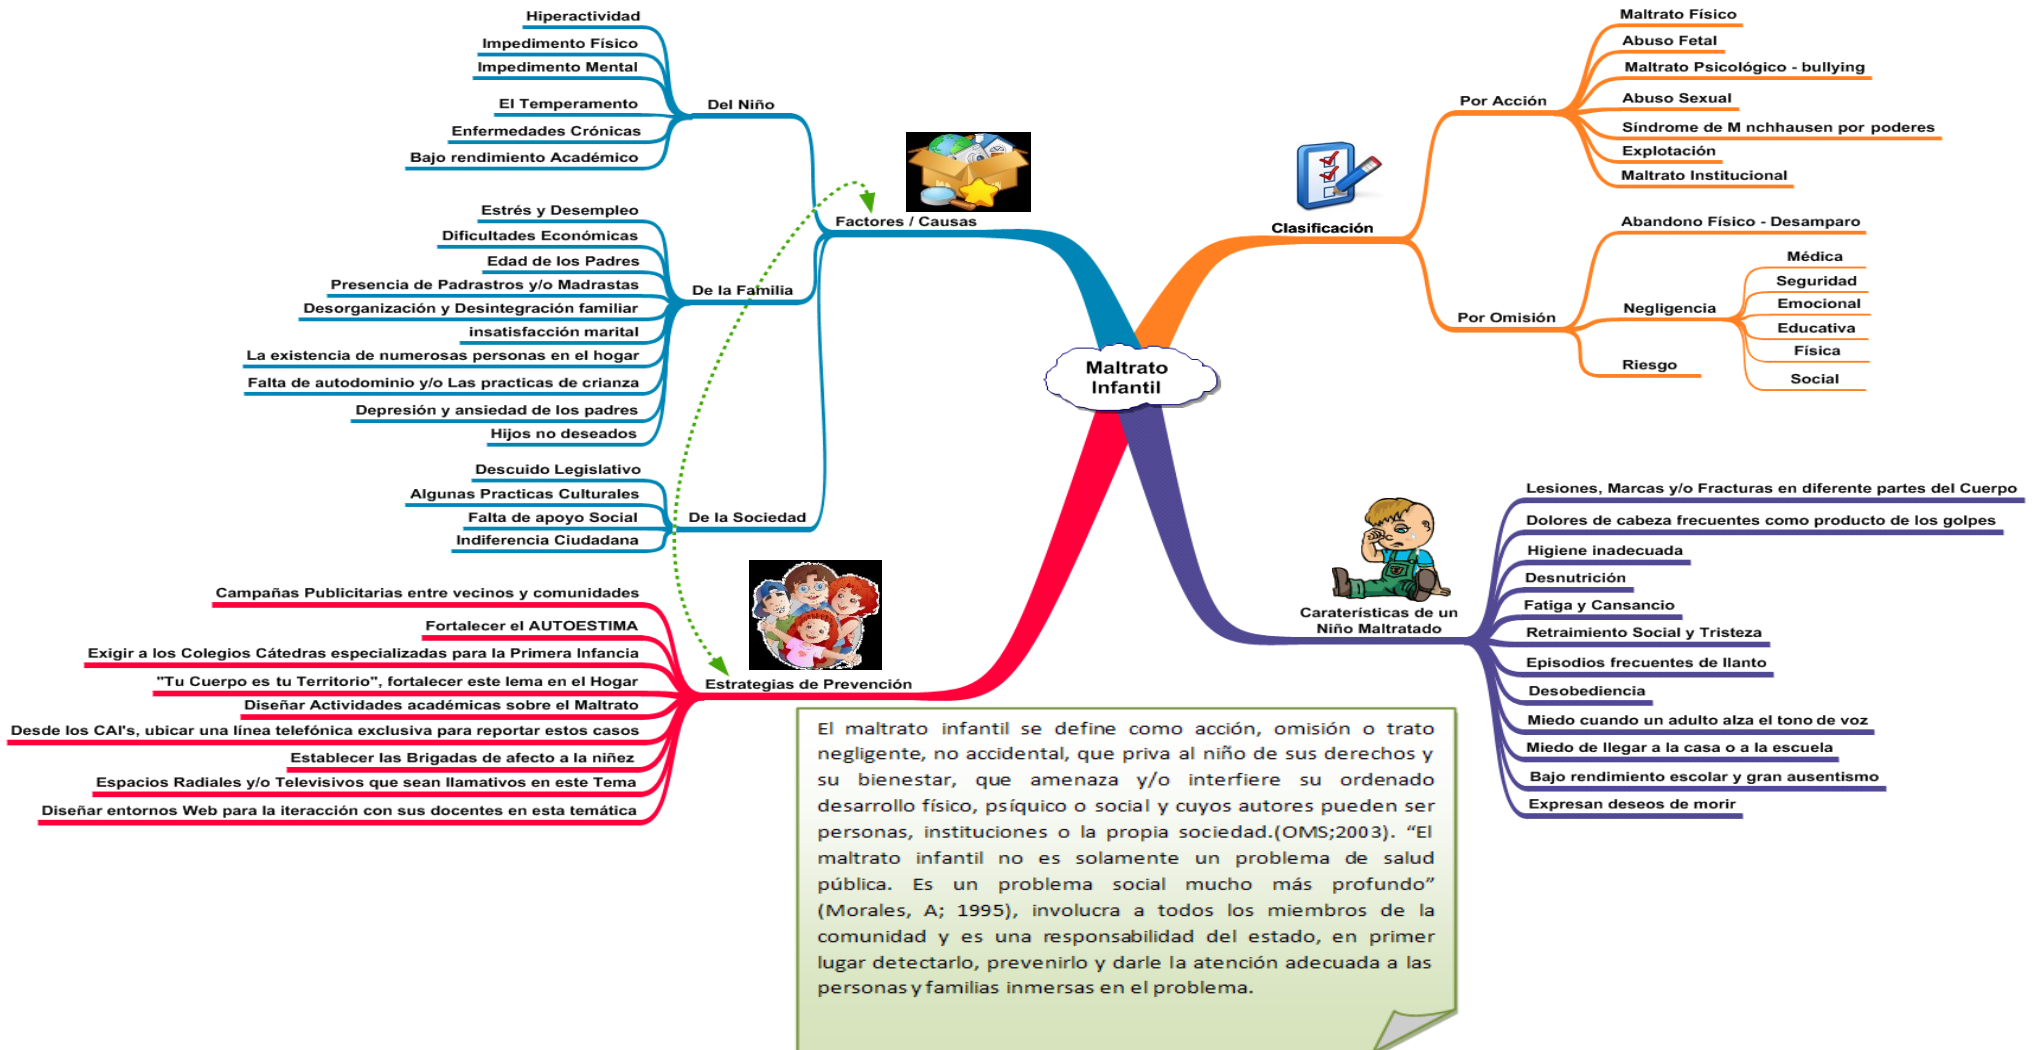 Hiperactividad
Impedimento Físico
Impedimento Mental
El Temperamento
Enfermedades Crónicas
Bajo rendimiento Académico
Del Niño
Estrés y Desempleo
Dificultades Económicas
Edad de los Padres
Presencia de Padrastros y/o Madrastas
Desorganización y Desintegración familiar
insatisfacción marital
La existencia de numerosas personas en el hogar
Falta de autodominio y/o Las practicas de crianza
Depresión y ansiedad de los padres
Hijos no deseados
De la Familia
Descuido Legislativo
Algunas Practicas Culturales
Falta de apoyo Social
Indiferencia Ciudadana
De la Sociedad
Factores / Causas
Campañas Publicitarias entre vecinos y comunidades
Fortalecer el AUTOESTIMA
Exigir a los Colegios Cátedras especializadas para la Primera Infancia
"Tu Cuerpo es tu Territorio", fortalecer este lema en el Hogar
Diseñar Actividades académicas sobre el Maltrato
Desde los CAI's, ubicar una línea telefónica exclusiva para reportar estos casos
Establecer las Brigadas de afecto a la niñez
Espacios Radiales y/o Televisivos que sean llamativos en este Tema
Diseñar entornos Web para la iteracción con sus docentes en esta temática
Estrategias de Prevención
Maltrato
Infantil
Clasificación
Por Acción
Maltrato Físico
Abuso Fetal
Maltrato Psicológico - bullying
Abuso Sexual
Síndrome de M nchhausen por poderes
Explotación
Maltrato Institucional
Por Omisión
Abandono Físico - Desamparo
Negligencia
Médica
Seguridad
Emocional
Educativa
Física
Social
Riesgo
Caraterísticas de un
Niño Maltratado
Lesiones, Marcas y/o Fracturas en diferente partes del Cuerpo
Dolores de cabeza frecuentes como producto de los golpes
Higiene inadecuada
Desnutrición
Fatiga y Cansancio
Retraimiento Social y Tristeza
Episodios frecuentes de llanto
Desobediencia
Miedo cuando un adulto alza el tono de voz
Miedo de llegar a la casa o a la escuela
Bajo rendimiento escolar y gran ausentismo
Expresan deseos de morir
El maltrato infantil se define como acción, omisión o trato
negligente, no accidental, que priva al niño de sus derechos y
su bienestar, que amenaza y/o interfiere su ordenado
desarrollo físico, psíquico o social y cuyos autores pueden ser
personas, instituciones o la propia sociedad.(OMS;2003). “El
maltrato infantil no es solamente un problema de salud
pública. Es un problema social mucho más profundo”
(Morales, A; 1995), involucra a todos los miembros de la
comunidad y es una responsabilidad del estado, en primer
lugar detectarlo, prevenirlo y darle la atención adecuada a las
personas y familias inmersas en el problema.